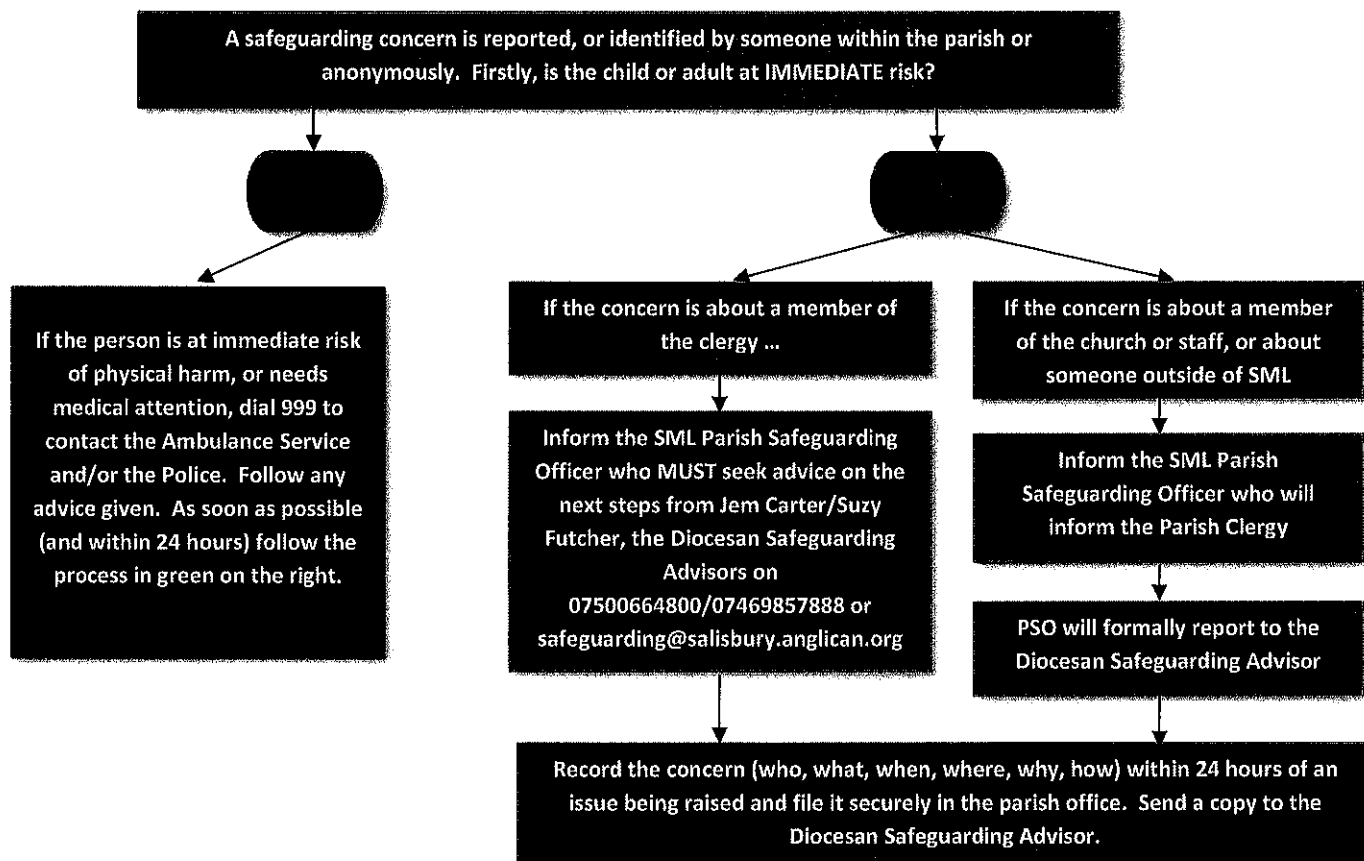 A safeguarding concern is reported, or identified by someone within the parish or
anonymously.  Firstly, is the child or adult at IMMEDIATE risk?
If the person is at immediate risk
of physical harm, or needs
medical attention, dial 999 to
contact the Ambulance Service
and/or the Police.  Follow any
advice given.  As soon as possible
(and within 24 hours) follow the
process in green on the right.
If the concern is about a member of
the clergy ...
Inform the SML Parish Safeguarding
Officer who MUST seek advice on the
next steps from Jem Carter/Suzy
Futcher, the Diocesan Safeguarding
Advisors on
07500664800/07469857888 or
safeguarding@salisbury.anglican.org
If the concern is about a member
of the church or staff, or about
someone outside of SML
Inform the SML Parish
Safeguarding Officer who will
inform the Parish Clergy
PSO will formally report to the
Diocesan Safeguarding Advisor
Record the concern (who, what, when, where, why, how) within 24 hours of an
issue being raised and file it securely in the parish office.  Send a copy to the
Diocesan Safeguarding Advisor.